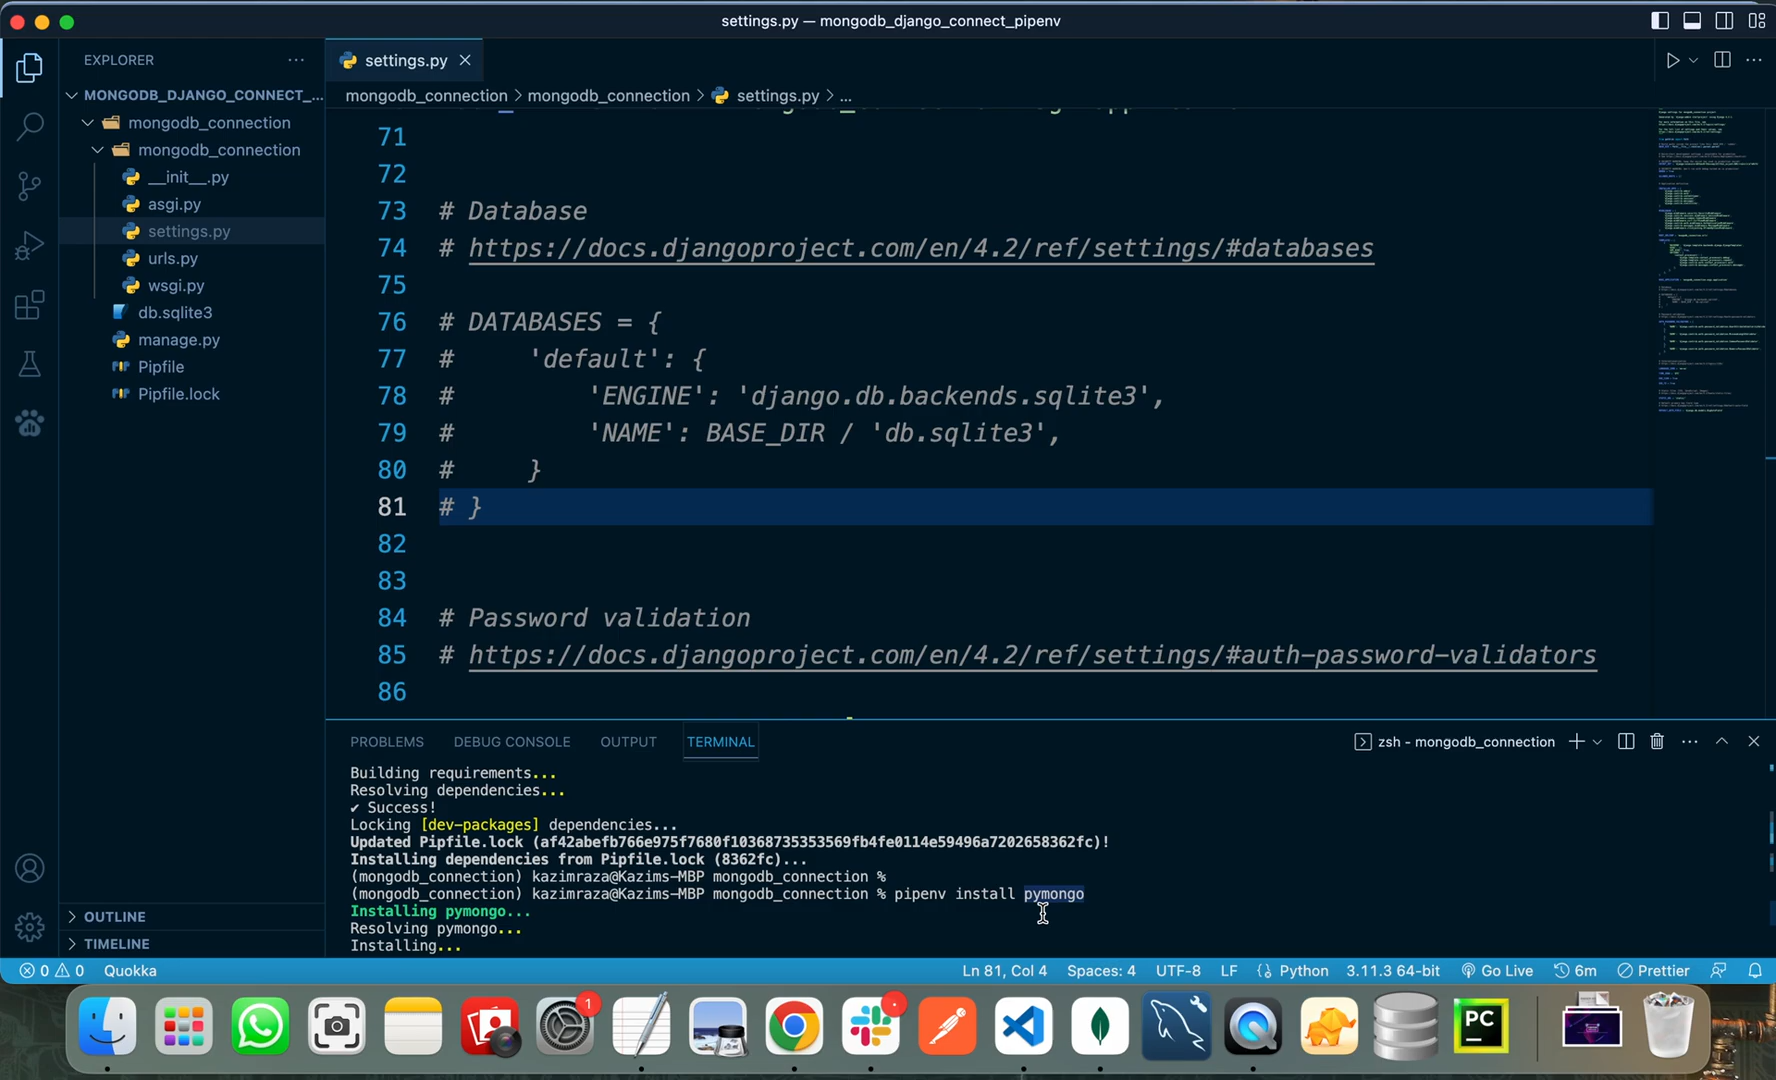 settings.py — mongodb_django_connect_pipenv
EXPLORER
MONGODB_DJANGO_CONNECT_...
mongodb_connection
mongodb_connection
__init__.py
asgi.py
settings.py
urls.py
wsgi.py
db.sqlite3
manage.py
Pipfile
Pipfile.lock
OUTLINE
TIMELINE
settings.py
mongodb_connection > mongodb_connection > settings.py > ...
71
72
73 # Database
74 # https://docs.djangoproject.com/en/4.2/ref/settings/#databases
75
76 # DATABASES = {
77 #     'default': {
78 #         'ENGINE': 'django.db.backends.sqlite3',
79 #         'NAME': BASE_DIR / 'db.sqlite3',
80 #     }
81 # }
82
83
84 # Password validation
85 # https://docs.djangoproject.com/en/4.2/ref/settings/#auth-password-validators
86
PROBLEMS DEBUG CONSOLE OUTPUT TERMINAL zsh - mongodb_connection
Building requirements...
Resolving dependencies...
✔ Success!
Locking [dev-packages] dependencies...
Updated Pipfile.lock (af42abefb766e975f7680f10368735353569fb4fe0114e59496a7202658362fc)!
Installing dependencies from Pipfile.lock (8362fc)...
(mongodb_connection) kazimraza@Kazims-MBP mongodb_connection %
(mongodb_connection) kazimraza@Kazims-MBP mongodb_connection % pipenv install pymongo
Installing pymongo...
Resolving pymongo...
Installing...
0 0 Quokka Ln 81, Col 4 Spaces: 4 UTF-8 LF Python 3.11.3 64-bit Go Live 6m Prettier
1
PC